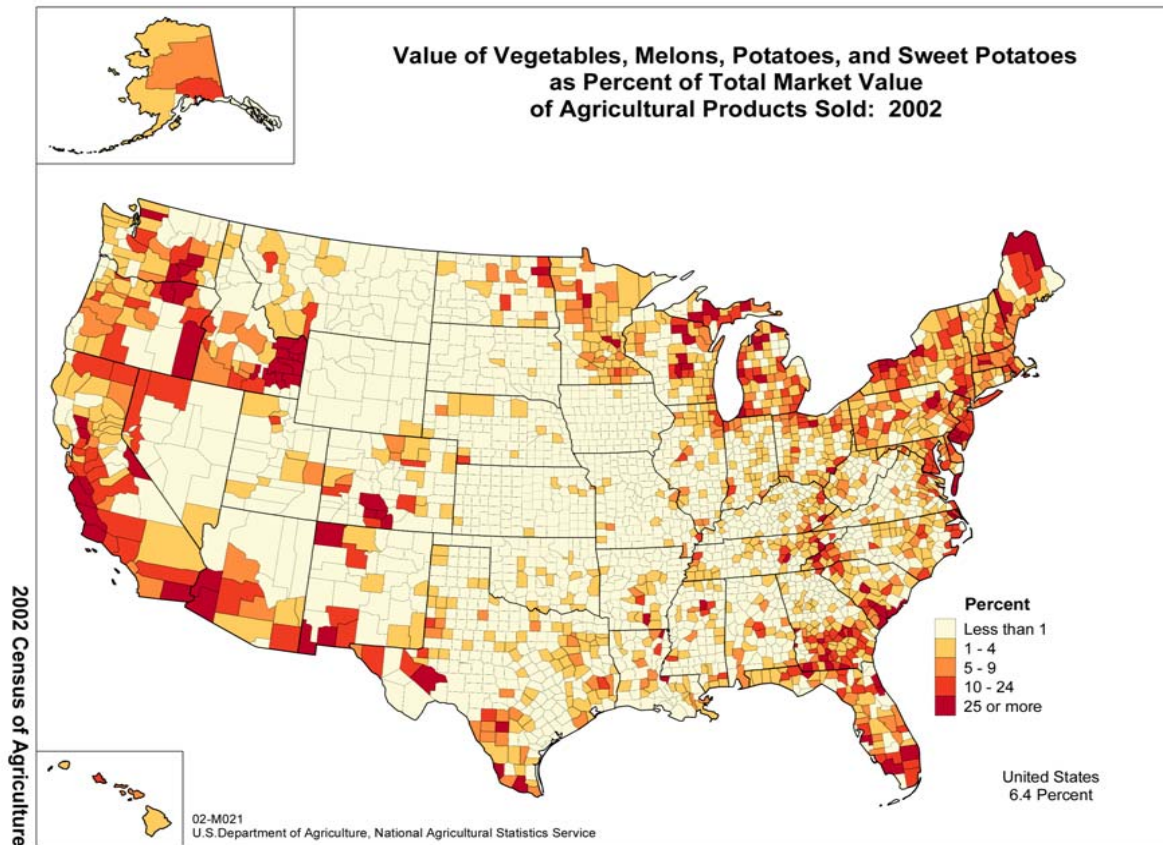 Value of Vegetables, Melons, Potatoes, and Sweet Potatoes
as Percent of Total Market Value
of Agricultural Products Sold: 2002
Percent
Less than 1
1 - 4
5 - 9
10 - 24
25 or more
United States
6.4 Percent
02-M021
U.S.Department of Agriculture, National Agricultural Statistics Service
2002 Census of Agriculture